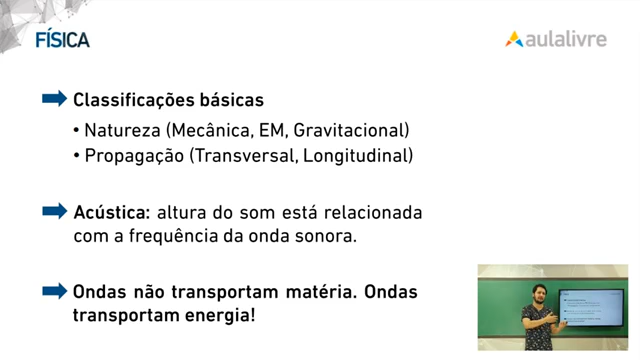 FÍSICA
aulalivre
Classificações básicas
• Natureza (Mecânica, EM, Gravitacional)
• Propagação (Transversal, Longitudinal)
Acústica: altura do som está relacionada
com a frequência da onda sonora.
Ondas não transportam matéria. Ondas
transportam energia!